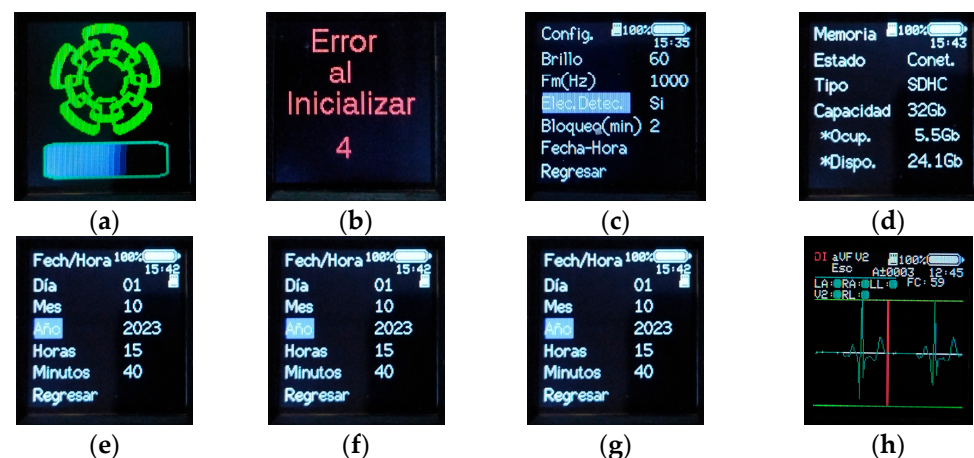 Error
al
Inicializar
4
Config. 100% 15:35
Brillo 60
Fm(Hz) 1000
Elec.Detec. Si
Bloqueo(min) 2
Fecha-Hora
Regresar
Memoria 100% 15:43
Estado Conet.
Tipo SDHC
Capacidad 32Gb
*Ocup. 5.5Gb
*Dispo. 24.1Gb
(a) (b) (c) (d)
Fech/Hora 100% 15:42
Día 01
Mes 10
Año 2023
Horas 15
Minutos 40
Regresar
Fech/Hora 100% 15:42
Día 01
Mes 10
Año 2023
Horas 15
Minutos 40
Regresar
Fech/Hora 100% 15:42
Día 01
Mes 10
Año 2023
Horas 15
Minutos 40
Regresar
DI aVF V2 100%
Esc A±0003 12:45
LA: RA: LL: FC: 59
V2: RL:
(e) (f) (g) (h)